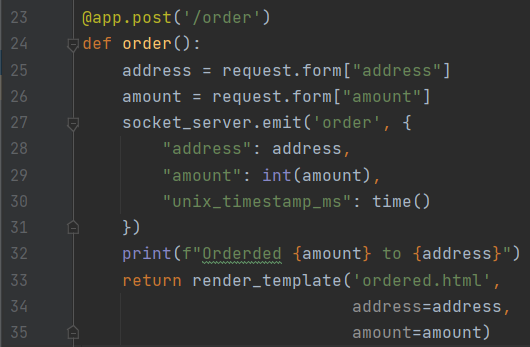 23 @app.post('/order')
24 def order():
25     address = request.form["address"]
26     amount = request.form["amount"]
27     socket_server.emit('order', {
28         "address": address,
29         "amount": int(amount),
30         "unix_timestamp_ms": time()
31     })
32     print(f"Orderded {amount} to {address}")
33     return render_template('ordered.html',
34                            address=address,
35                            amount=amount)